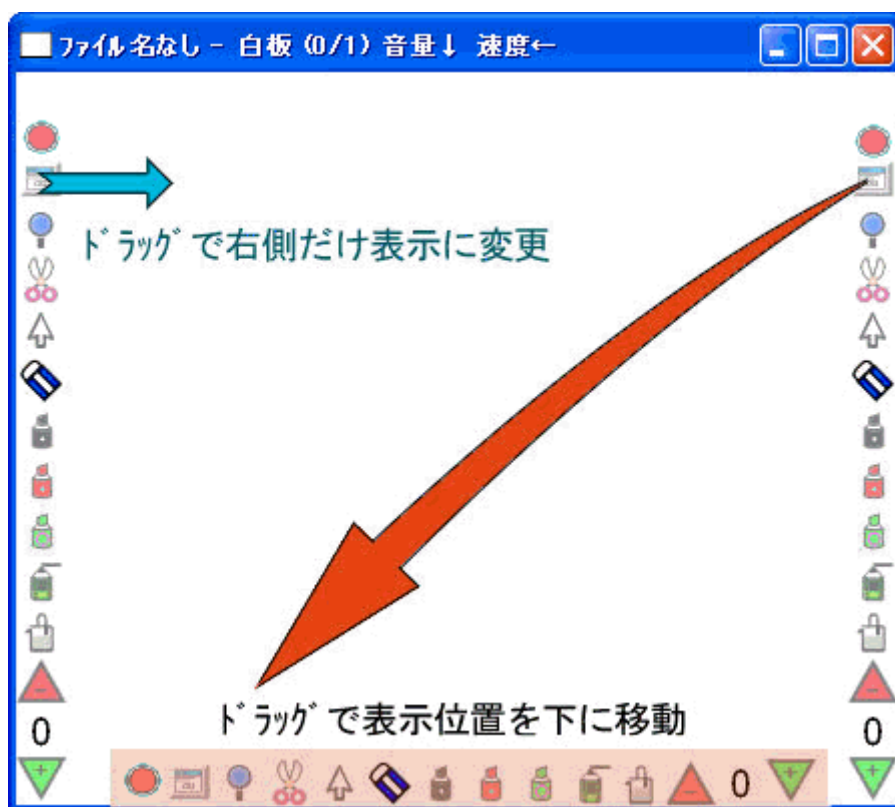 ファイル名なし - 白板 (0/1) 音量↓ 速度←
ﾄﾞﾗｯｸﾞで右側だけ表示に変更
ﾄﾞﾗｯｸﾞで表示位置を下に移動
0
0
0